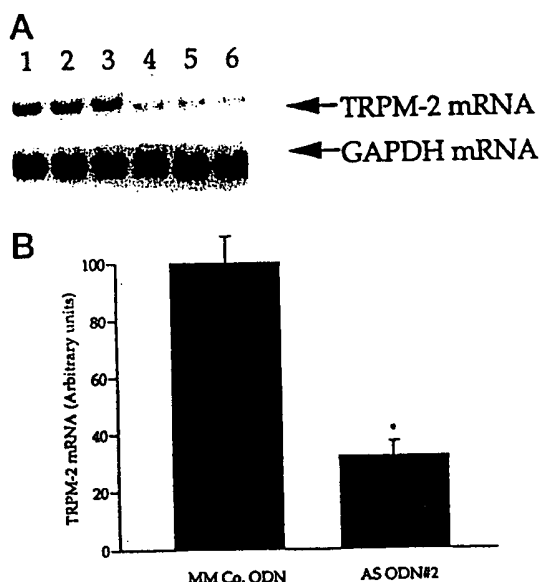 A
1 2 3 4 5 6
TRPM-2 mRNA
GAPDH mRNA
B
TRPM-2 mRNA (Arbitrary units)
100
80
60
40
20
0
*
MM Co. ODN AS ODN#2